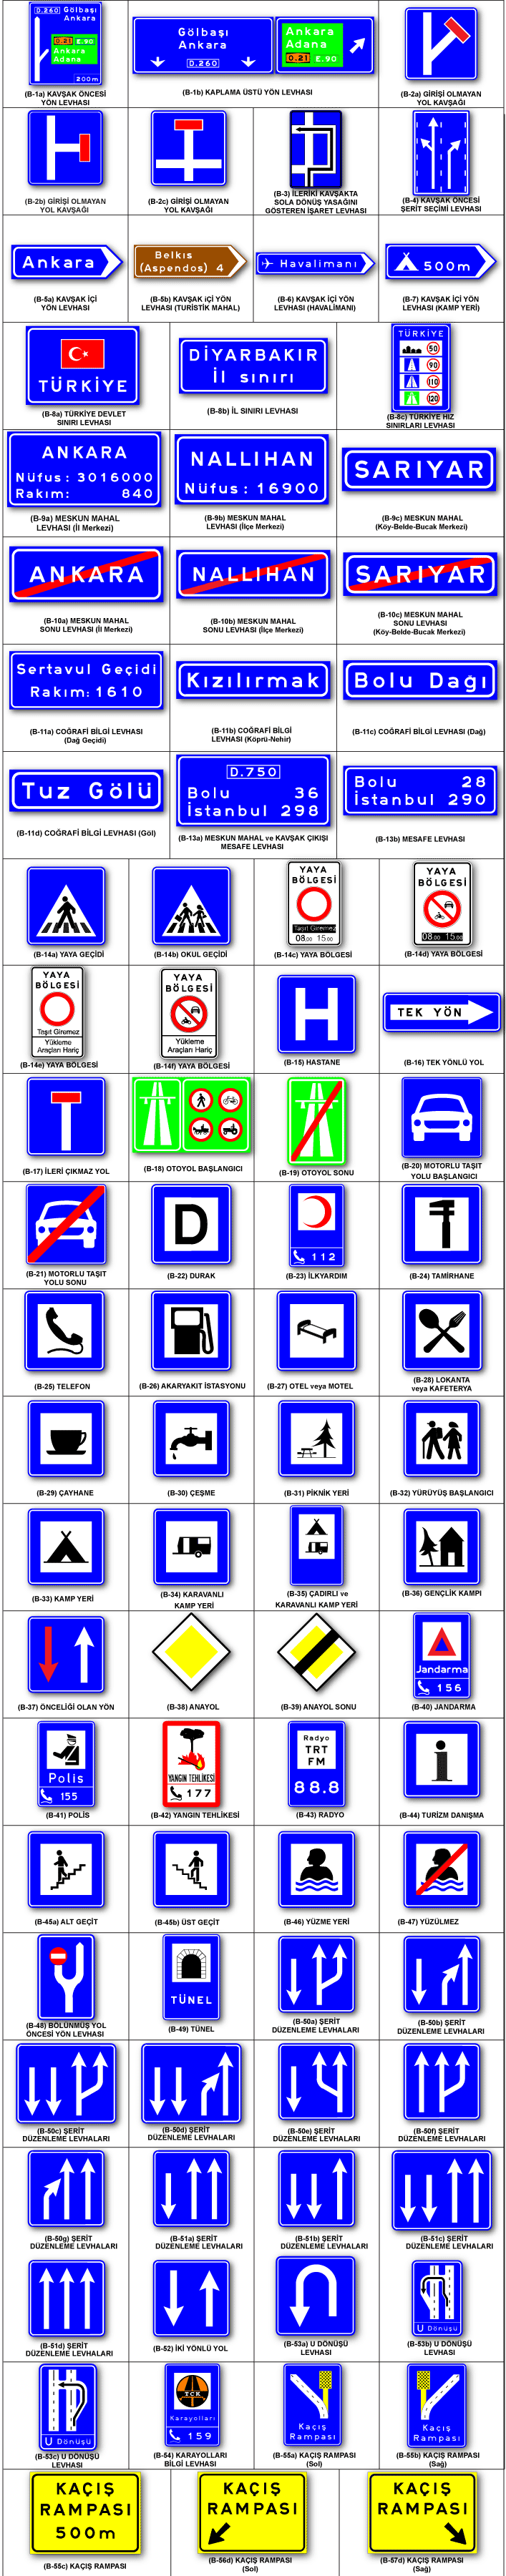 D.260 Gölbaşı
Ankara
D.21 E.90
Ankara
Adana
200m
(B-1a) KAVŞAK ÖNCESİ
YÖN LEVHASI
Gölbaşı
Ankara
D.260
Ankara
Adana
D.21 E.90
(B-1b) KAPLAMA ÜSTÜ YÖN LEVHASI
(B-2a) GİRİŞİ OLMAYAN
YOL KAVŞAĞI
(B-2b) GİRİŞİ OLMAYAN
YOL KAVŞAĞI
(B-2c) GİRİŞİ OLMAYAN
YOL KAVŞAĞI
(B-3) İLERİKİ KAVŞAKTA
SOLA DÖNÜŞ YASAĞINI
GÖSTEREN İŞARET LEVHASI
(B-4) KAVŞAK ÖNCESİ
ŞERİT SEÇİMİ LEVHASI
Ankara
(B-5a) KAVŞAK İÇİ
YÖN LEVHASI
Belkıs
(Aspendos) 4
(B-5b) KAVŞAK içi YÖN
LEVHASI (TURİSTİK MAHAL)
Havalimanı
(B-6) KAVŞAK İÇİ YÖN
LEVHASI (HAVALİMANI)
500m
(B-7) KAVŞAK İÇİ YÖN
LEVHASI (KAMP YERİ)
TÜRKİYE
(B-8a) TÜRKİYE DEVLET
SINIRI LEVHASI
DİYARBAKIR
il sınırı
(B-8b) İL SINIRI LEVHASI
TÜRKİYE
50
90
110
120
(B-8c) TÜRKİYE HIZ
SINIRLARI LEVHASI
ANKARA
Nüfus: 3016000
Rakım: 840
(B-9a) MESKUN MAHAL
LEVHASI (İl Merkezi)
NALLIHAN
Nüfus: 16900
(B-9b) MESKUN MAHAL
LEVHASI (İlçe Merkezi)
SARIYAR
(B-9c) MESKUN MAHAL
(Köy-Belde-Bucak Merkezi)
ANKARA
(B-10a) MESKUN MAHAL
SONU LEVHASI (İl Merkezi)
NALLIHAN
(B-10b) MESKUN MAHAL
SONU LEVHASI (İlçe Merkezi)
SARIYAR
(B-10c) MESKUN MAHAL
SONU LEVHASI
(Köy-Belde-Bucak Merkezi)
Sertavul Geçidi
Rakım: 1610
(B-11a) COĞRAFİ BİLGİ LEVHASI
(Dağ Geçidi)
Kızılırmak
(B-11b) COĞRAFİ BİLGİ
LEVHASI (Köprü-Nehir)
Bolu Dağı
(B-11c) COĞRAFİ BİLGİ LEVHASI (Dağ)
Tuz Gölü
(B-11d) COĞRAFİ BİLGİ LEVHASI (Göl)
D.750
Bolu 36
İstanbul 298
(B-13a) MESKUN MAHAL ve KAVŞAK ÇIKIŞI
MESAFE LEVHASI
Bolu 28
İstanbul 290
(B-13b) MESAFE LEVHASI
(B-14a) YAYA GEÇİDİ
(B-14b) OKUL GEÇİDİ
YAYA
BÖLGESİ
Taşıt Giremez
08.00 15.00
(B-14c) YAYA BÖLGESİ
YAYA
BÖLGESİ
08.00 15.00
(B-14d) YAYA BÖLGESİ
YAYA
BÖLGESİ
Taşıt Giremez
Yükleme
Araçları Hariç
(B-14e) YAYA BÖLGESİ
YAYA
BÖLGESİ
Yükleme
Araçları Hariç
(B-14f) YAYA BÖLGESİ
H
(B-15) HASTANE
TEK YÖN
(B-16) TEK YÖNLÜ YOL
(B-17) İLERİ ÇIKMAZ YOL
(B-18) OTOYOL BAŞLANGICI
(B-19) OTOYOL SONU
(B-20) MOTORLU TAŞIT
YOLU BAŞLANGICI
(B-21) MOTORLU TAŞIT
YOLU SONU
D
(B-22) DURAK
112
(B-23) İLKYARDIM
(B-24) TAMİRHANE
(B-25) TELEFON
(B-26) AKARYAKIT İSTASYONU
(B-27) OTEL veya MOTEL
(B-28) LOKANTA
veya KAFETERYA
(B-29) ÇAYHANE
(B-30) ÇEŞME
(B-31) PİKNİK YERİ
(B-32) YÜRÜYÜŞ BAŞLANGICI
(B-33) KAMP YERİ
(B-34) KARAVANLI
KAMP YERİ
(B-35) ÇADIRLI ve
KARAVANLI KAMP YERİ
(B-36) GENÇLİK KAMPI
(B-37) ÖNCELİĞİ OLAN YÖN
(B-38) ANAYOL
(B-39) ANAYOL SONU
Jandarma
156
(B-40) JANDARMA
Polis
155
(B-41) POLİS
YANGIN TEHLİKESİ
177
(B-42) YANGIN TEHLİKESİ
Radyo
TRT
FM
88.8
(B-43) RADYO
i
(B-44) TURİZM DANIŞMA
(B-45a) ALT GEÇİT
(B-45b) ÜST GEÇİT
(B-46) YÜZME YERİ
(B-47) YÜZÜLMEZ
(B-48) BÖLÜNMÜŞ YOL
ÖNCESİ YÖN LEVHASI
TÜNEL
(B-49) TÜNEL
(B-50a) ŞERİT
DÜZENLEME LEVHALARI
(B-50b) ŞERİT
DÜZENLEME LEVHALARI
(B-50c) ŞERİT
DÜZENLEME LEVHALARI
(B-50d) ŞERİT
DÜZENLEME LEVHALARI
(B-50e) ŞERİT
DÜZENLEME LEVHALARI
(B-50f) ŞERİT
DÜZENLEME LEVHALARI
(B-50g) ŞERİT
DÜZENLEME LEVHALARI
(B-51a) ŞERİT
DÜZENLEME LEVHALARI
(B-51b) ŞERİT
DÜZENLEME LEVHALARI
(B-51c) ŞERİT
DÜZENLEME LEVHALARI
(B-51d) ŞERİT
DÜZENLEME LEVHALARI
(B-52) İKİ YÖNLÜ YOL
(B-53a) U DÖNÜŞÜ
LEVHASI
U Dönüşü
(B-53b) U DÖNÜŞÜ
LEVHASI
U Dönüşü
(B-53c) U DÖNÜŞÜ
LEVHASI
TCK
Karayolları
159
(B-54) KARAYOLLARI
BİLGİ LEVHASI
Kaçış
Rampası
(B-55a) KAÇIŞ RAMPASI
(Sol)
Kaçış
Rampası
(B-55b) KAÇIŞ RAMPASI
(Sağ)
KAÇIŞ
RAMPASI
500m
(B-55c) KAÇIŞ RAMPASI
KAÇIŞ
RAMPASI
(B-56d) KAÇIŞ RAMPASI
(Sol)
KAÇIŞ
RAMPASI
(B-57d) KAÇIŞ RAMPASI
(Sağ)